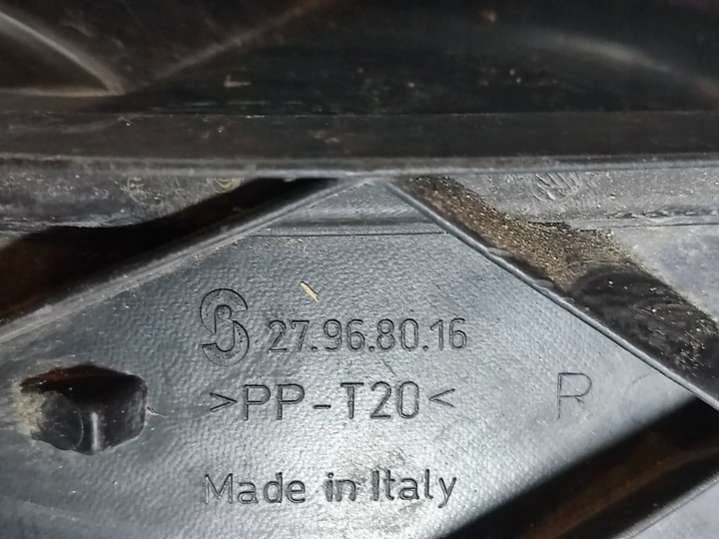 27.96.80.16
>PP-T20<
R
Made in Italy